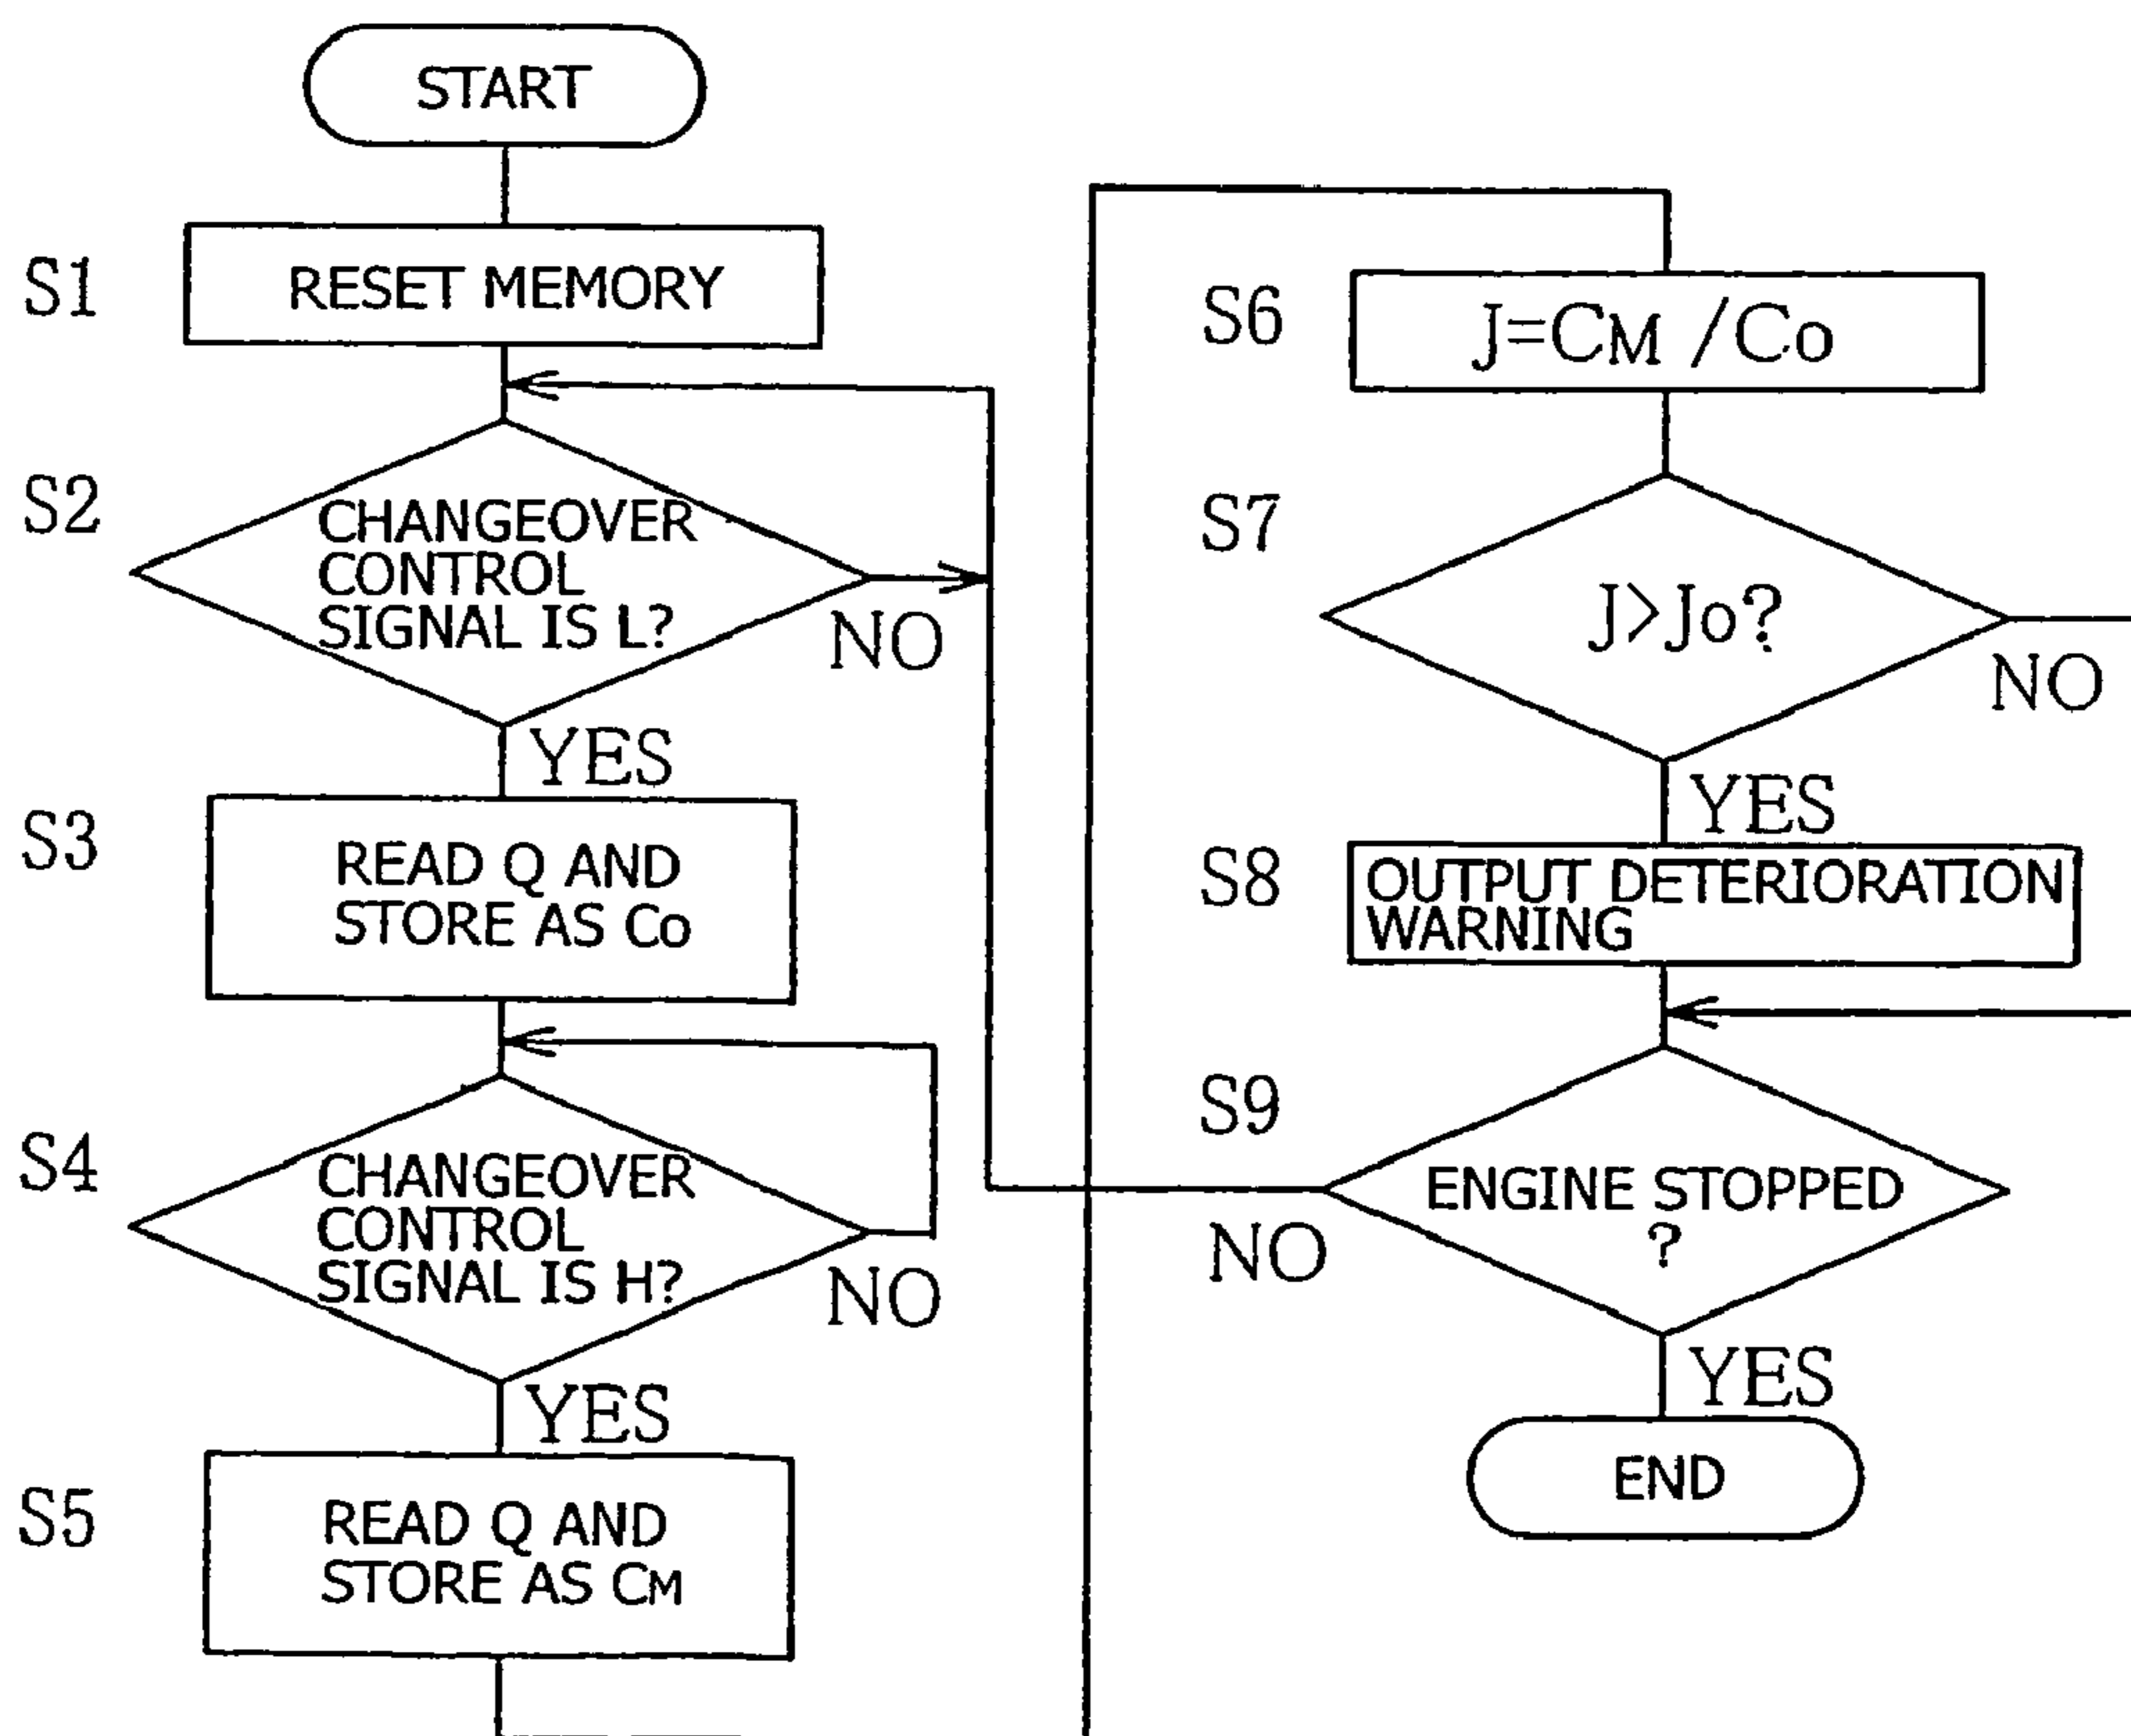 START
S1
RESET MEMORY
S2
CHANGEOVER
CONTROL
SIGNAL IS L?
NO
YES
S3
READ Q AND
STORE AS Co
S4
CHANGEOVER
CONTROL
SIGNAL IS H?
NO
YES
S5
READ Q AND
STORE AS CM
S6
J=CM /Co
S7
J>Jo?
NO
YES
S8
OUTPUT DETERIORATION
WARNING
S9
ENGINE STOPPED
?
NO
YES
END